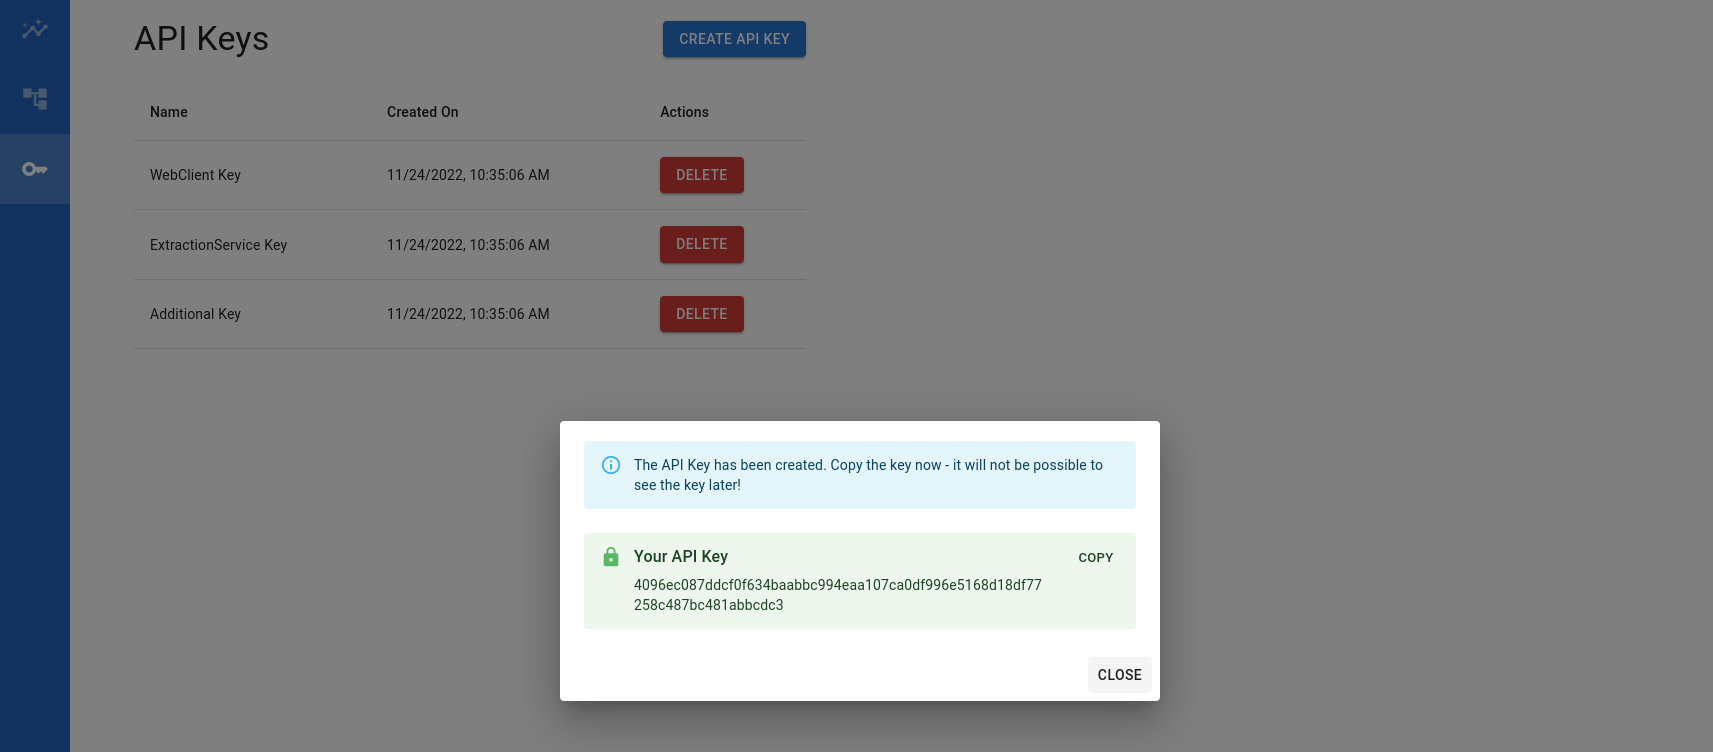 API Keys
CREATE API KEY
Name Created On Actions
WebClient Key 11/24/2022, 10:35:06 AM DELETE
ExtractionService Key 11/24/2022, 10:35:06 AM DELETE
Additional Key 11/24/2022, 10:35:06 AM DELETE
The API Key has been created. Copy the key now - it will not be possible to
see the key later!
Your API Key
COPY
4096ec087ddcf0f634baabbc994eaa107ca0df996e5168d18df77
258c487bc481abbcdc3
CLOSE